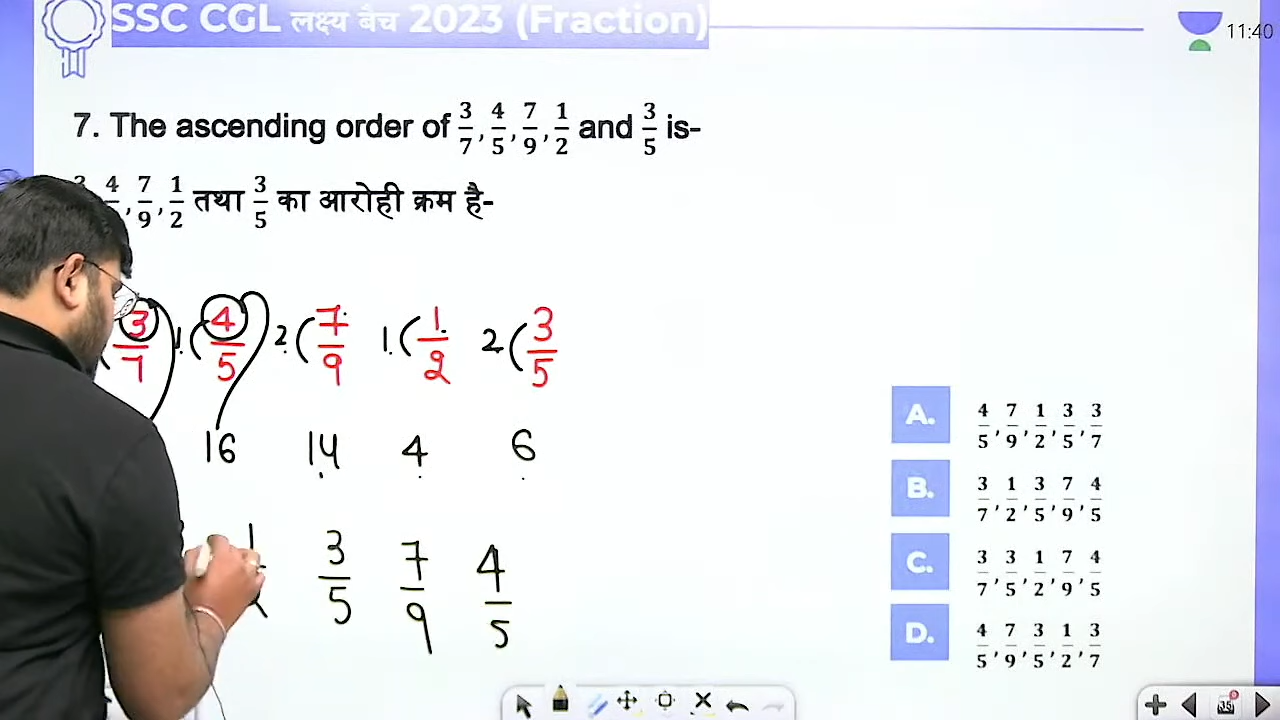 SSC CGL लक्ष्य बैच 2023 (Fraction)
11:40
7. The ascending order of 3/7, 4/5, 7/9, 1/2 and 3/5 is-
4, 7/9, 1/2 तथा 3/5 का आरोही क्रम है-
(3/7 1(4/5 2(7/9 1(1/2 2(3/5
16 14 4 6
3/5 7/9 4/5
A. 4/5, 7/9, 1/2, 3/5, 3/7
B. 3/7, 1/2, 3/5, 7/9, 4/5
C. 3/7, 3/5, 1/2, 7/9, 4/5
D. 4/5, 7/9, 3/5, 1/2, 3/7